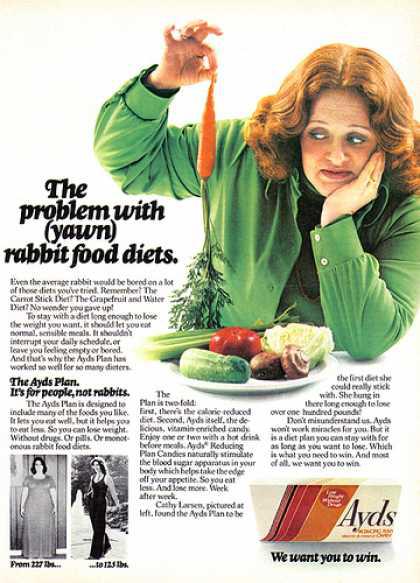 The
problem with
(yawn)
rabbit food diets.
Even the average rabbit would be bored on a lot
of those diets you've tried. Remember? The
Carrot Stick Diet? The Grapefruit and Water
Diet? No wonder you gave up!
To stay with a diet long enough to lose
the weight you want, it should let you eat
normal, sensible meals. It shouldn't
interrupt your daily schedule, or
leave you feeling empty or bored.
And that's why the Ayds Plan has
worked so well for so many dieters.
The Ayds Plan.
It's for people, not rabbits.
The Ayds Plan is designed to
include many of the foods you like.
It lets you eat well, but it helps you
to eat less. So you can lose weight.
Without drugs. Or pills. Or monot-
onous rabbit food diets.
From 227 lbs...
...to 125 lbs.
The
Plan is two-fold:
First, there's the calorie reduced
diet. Second, Ayds itself, the de-
licious, vitamin enriched candy.
Enjoy one or two with a hot drink
before meals. Ayds® Reducing
Plan Candies naturally stimulate
the blood sugar apparatus in your
body which helps take the edge
off your appetite. So you eat
less. And lose more. Week
after week.
Cathy Larsen, pictured
at left, found the Ayds Plan to be
the first diet she
could really stick
with. She hung in
there long enough to lose
over one hundred pounds!
Don't misunderstand us. Ayds
won't work miracles for you. But it
is a diet plan you can stay with for
as long as you want to lose. Which
is what you need to win. And most
of all, we want you to win.
Lose
Weight
Without
Drugs
Ayds
REDUCING PLAN
CANDY
We want you to win.